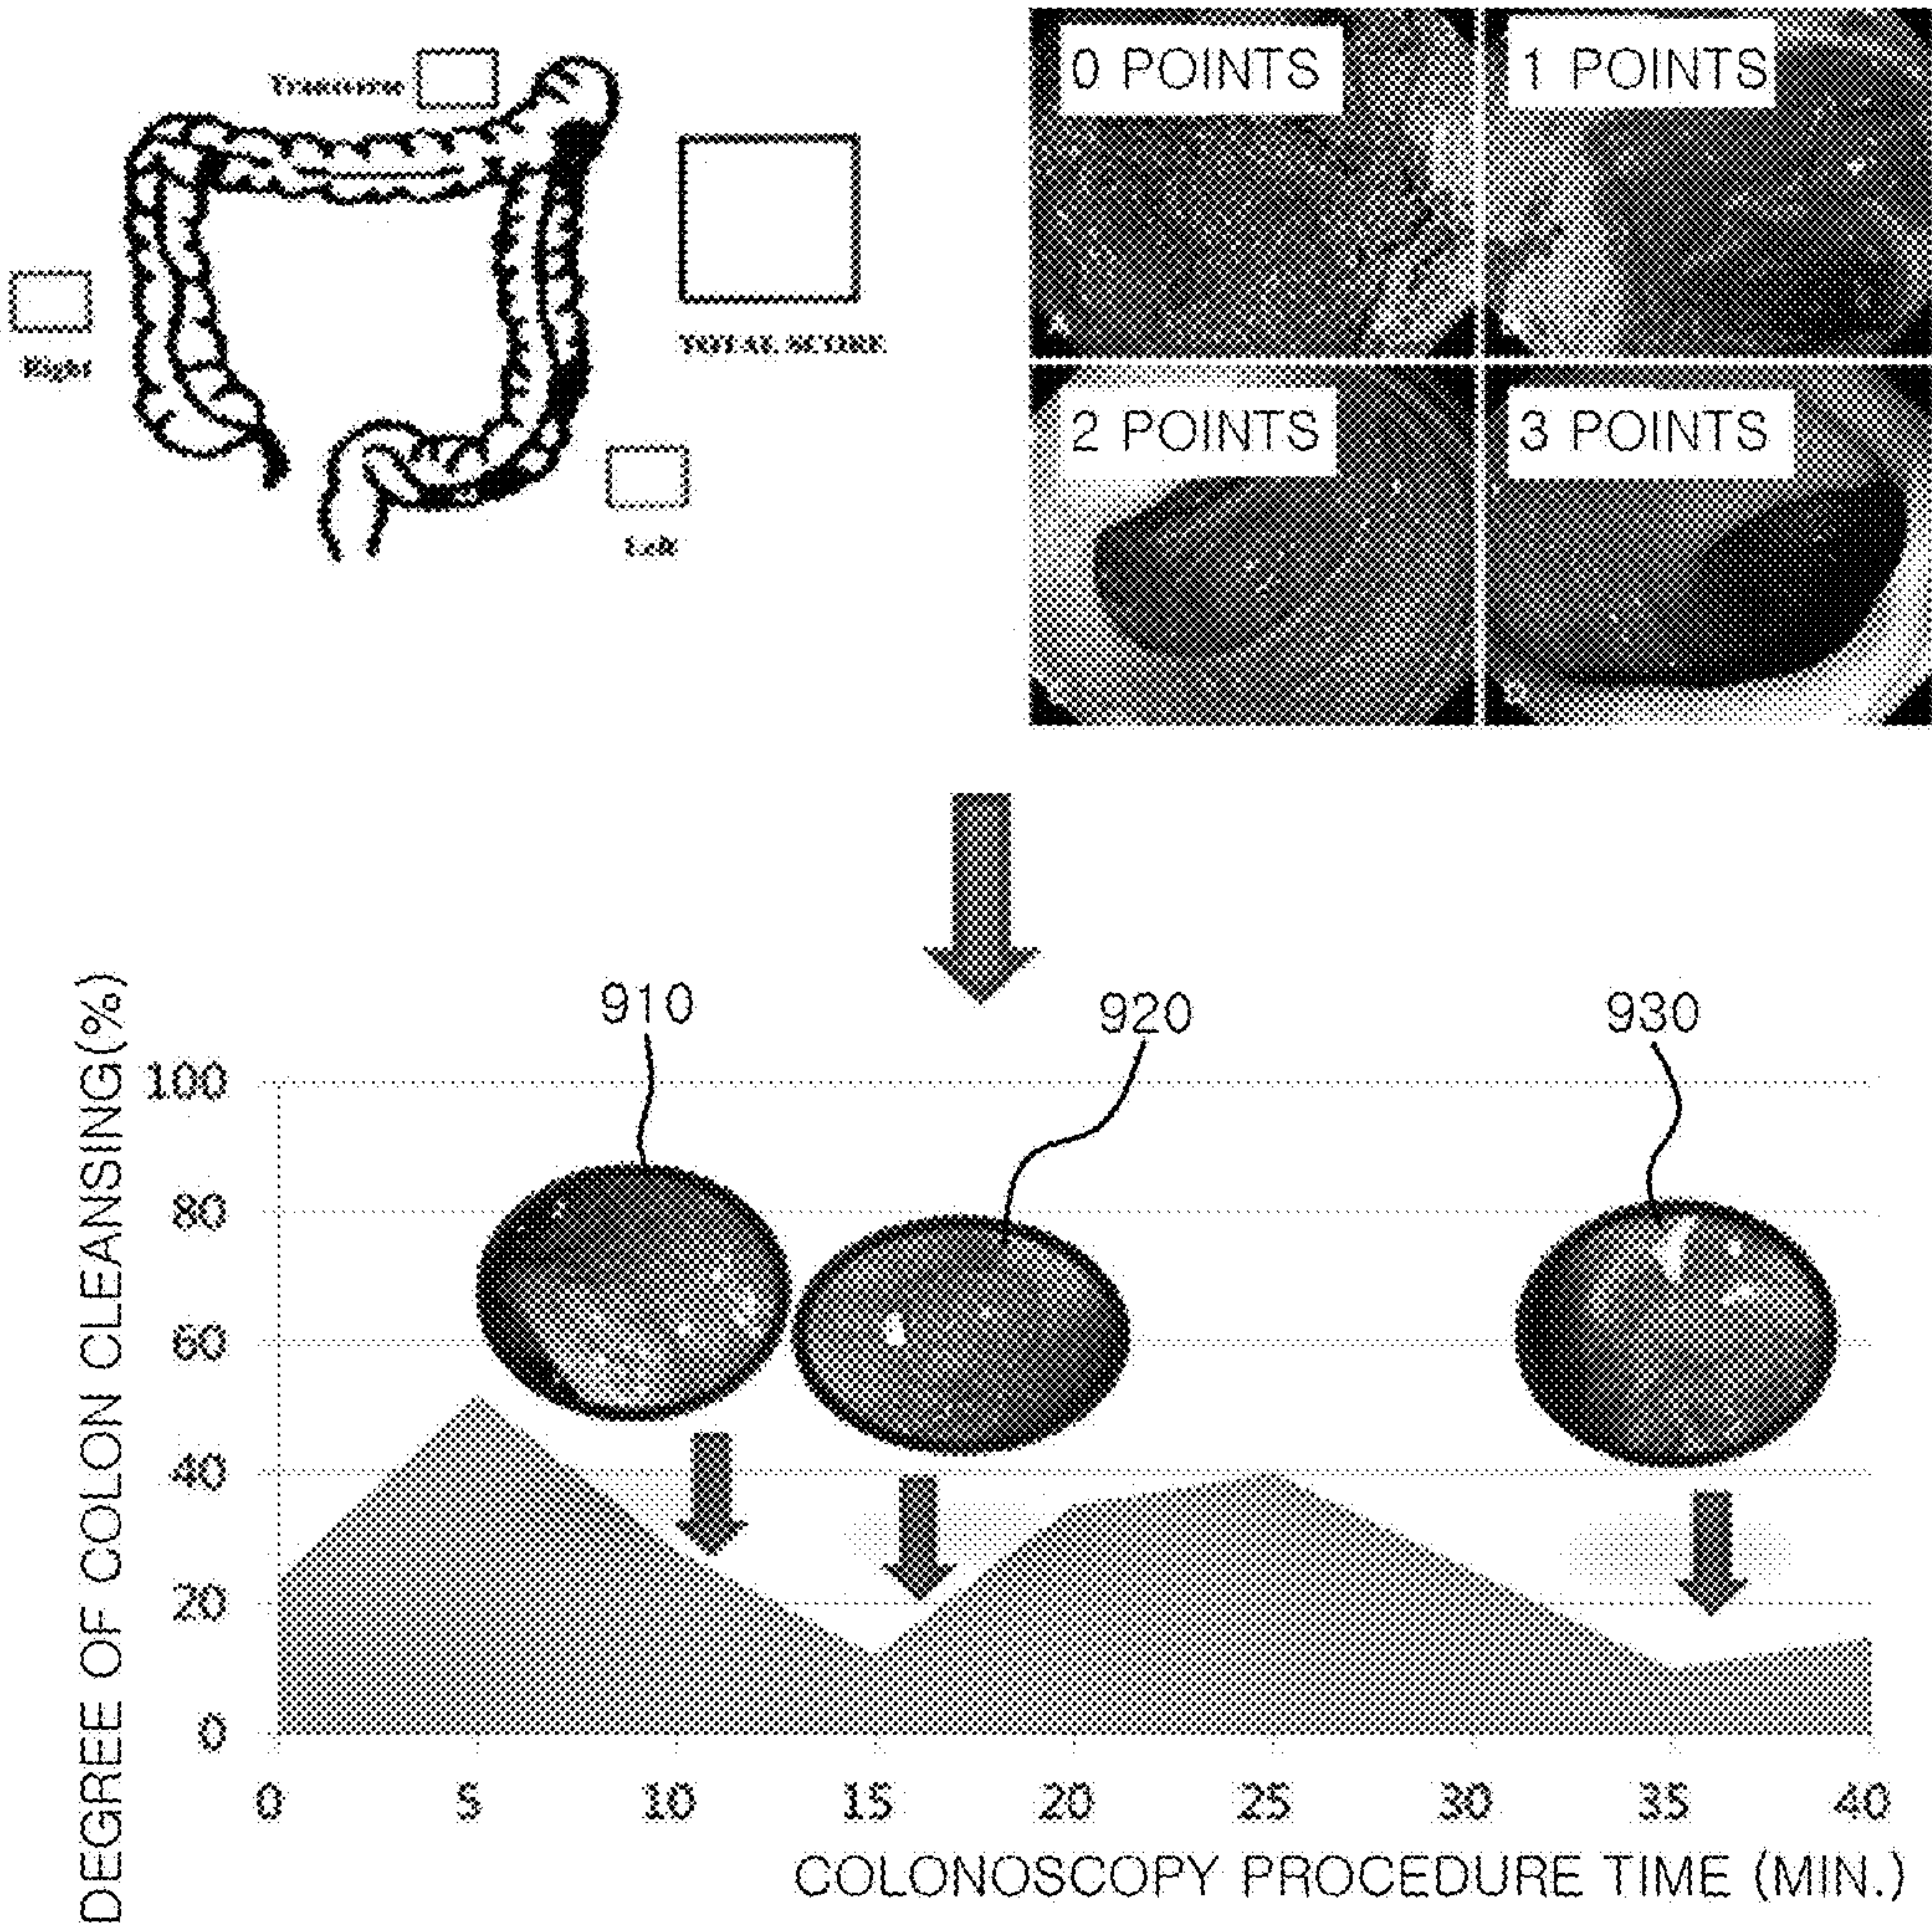 Transverse
Right
TOTAL SCORE
Left
0 POINTS
1 POINTS
2 POINTS
3 POINTS
910
920
930
DEGREE OF COLON CLEANSING(%)
100
80
60
40
20
0
0 5 10 15 20 25 30 35 40
COLONOSCOPY PROCEDURE TIME (MIN.)